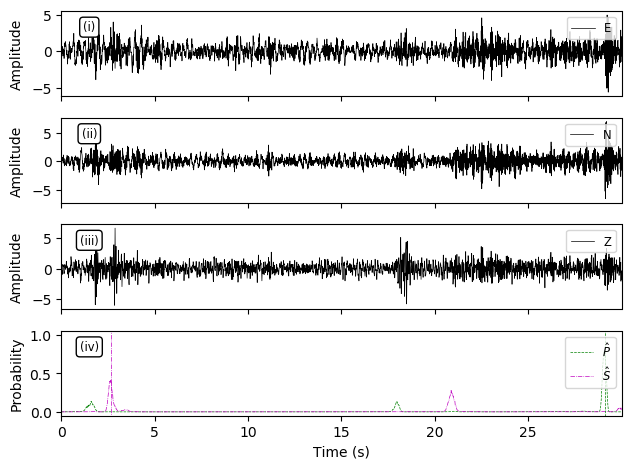 (i)
E
Amplitude
5
0
−5
(ii)
N
Amplitude
5
0
−5
(iii)
Z
Amplitude
5
0
−5
(iv)
P̂
Ŝ
Probability
1.0
0.5
0.0
0 5 10 15 20 25
Time (s)